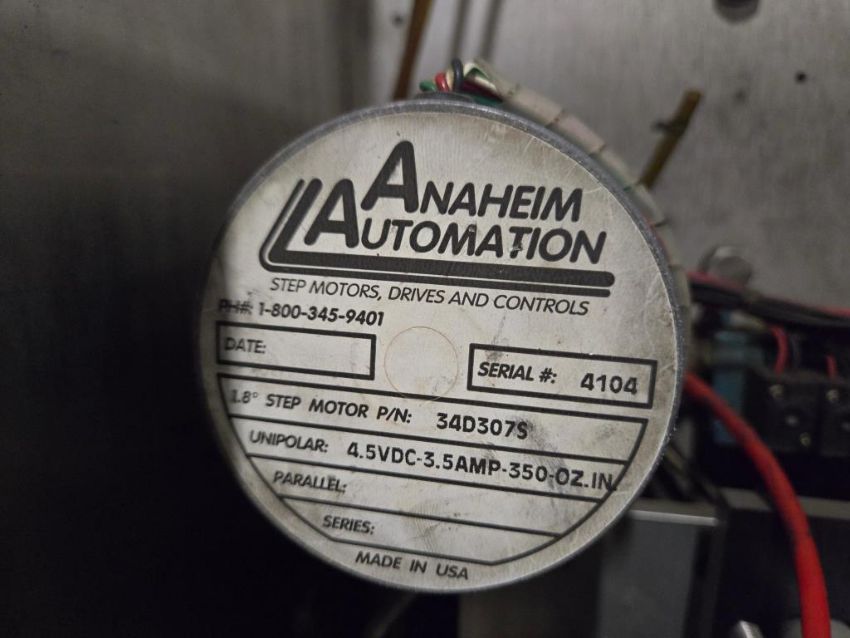 ANAHEIM
AUTOMATION
STEP MOTORS, DRIVES AND CONTROLS
PH#: 1-800-345-9401
DATE:
SERIAL #: 4104
1.8° STEP MOTOR P/N: 34D307S
UNIPOLAR: 4.5VDC-3.5AMP-350-OZ.IN.
PARALLEL:
SERIES:
MADE IN USA